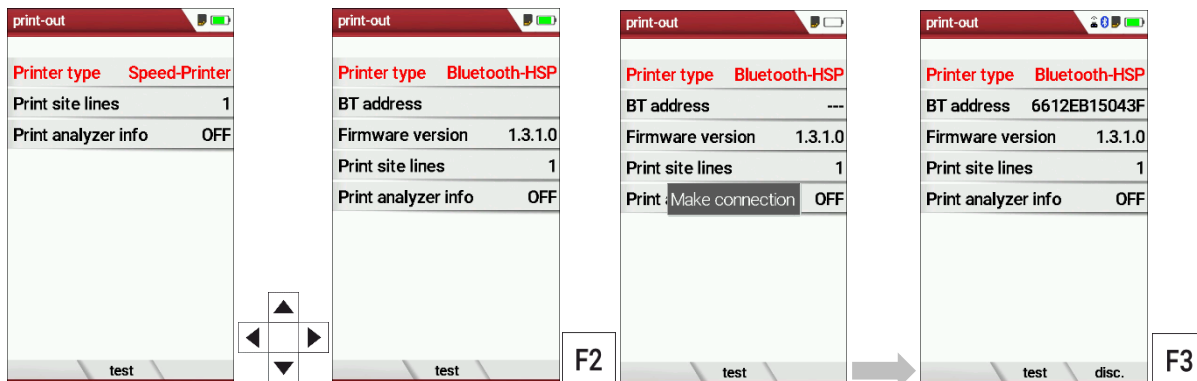 print-out
Printer type Speed-Printer
Print site lines 1
Print analyzer info OFF
test
print-out
Printer type Bluetooth-HSP
BT address
Firmware version 1.3.1.0
Print site lines 1
Print analyzer info OFF
test
F2
print-out
Printer type Bluetooth-HSP
BT address ---
Firmware version 1.3.1.0
Print site lines 1
Print Make connection OFF
test
print-out
Printer type Bluetooth-HSP
BT address 6612EB15043F
Firmware version 1.3.1.0
Print site lines 1
Print analyzer info OFF
test disc.
F3